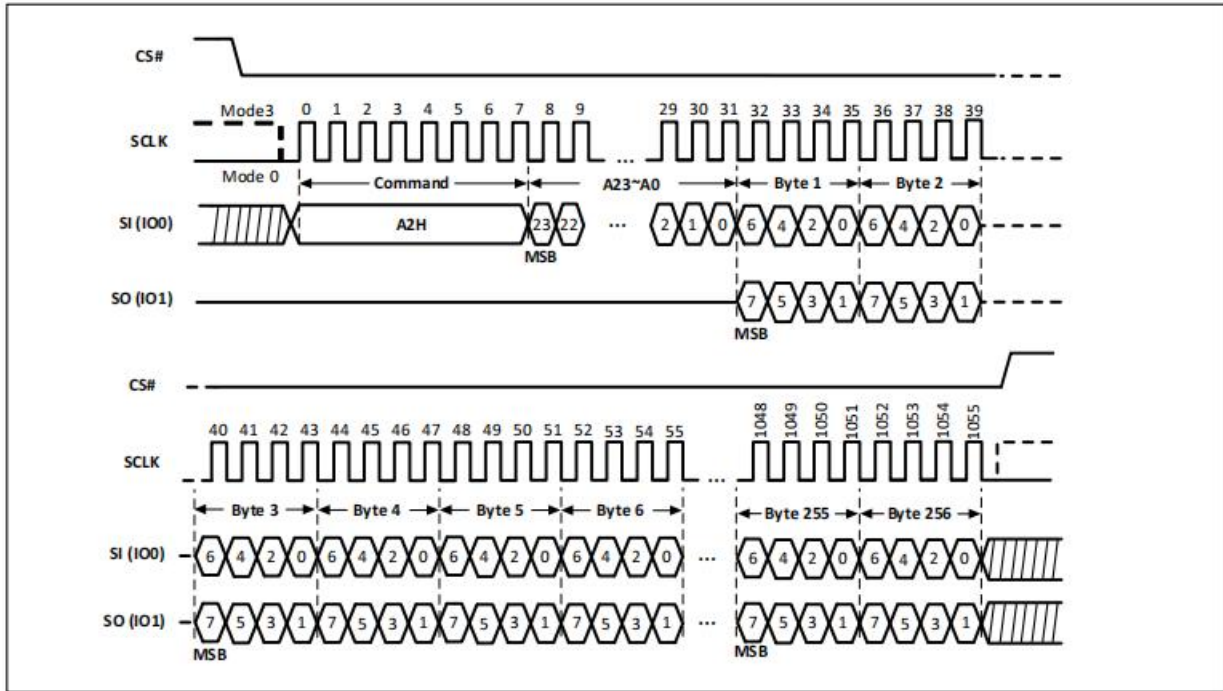 CS#
Mode3 0 1 2 3 4 5 6 7 8 9 29 30 31 32 33 34 35 36 37 38 39
SCLK
Mode 0 ...
Command A23~A0 Byte 1 Byte 2
SI (IO0) A2H 23 22 ... 2 1 0 6 4 2 0 6 4 2 0
MSB
SO (IO1) 7 5 3 1 7 5 3 1
MSB
CS#
40 41 42 43 44 45 46 47 48 49 50 51 52 53 54 55 1048 1049 1050 1051 1052 1053 1054 1055
SCLK
...
Byte 3 Byte 4 Byte 5 Byte 6 Byte 255 Byte 256
SI (IO0) 6 4 2 0 6 4 2 0 6 4 2 0 6 4 2 0 ... 6 4 2 0 6 4 2 0
SO (IO1) 7 5 3 1 7 5 3 1 7 5 3 1 7 5 3 1 ... 7 5 3 1 7 5 3 1
MSB MSB